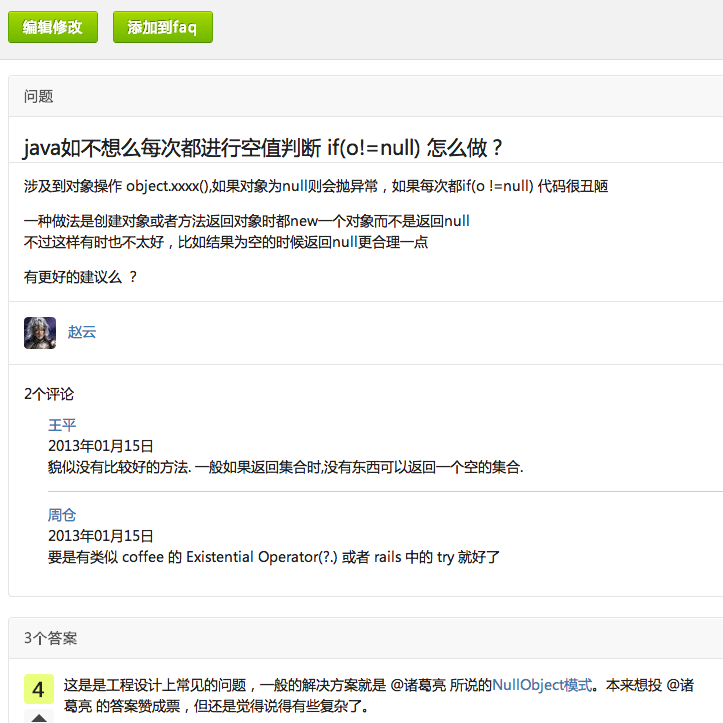 编辑修改 添加到faq
问题
java如不想么每次都进行空值判断 if(o!=null) 怎么做？
涉及到对象操作 object.xxxx(),如果对象为null则会抛异常，如果每次都if(o !=null) 代码很丑陋
一种做法是创建对象或者方法返回对象时都new一个对象而不是返回null
不过这样有时也不太好，比如结果为空的时候返回null更合理一点
有更好的建议么 ？
赵云
2个评论
王平
2013年01月15日
貌似没有比较好的方法. 一般如果返回集合时,没有东西可以返回一个空的集合.
周仓
2013年01月15日
要是有类似 coffee 的 Existential Operator(?.) 或者 rails 中的 try 就好了
3个答案
4
这是是工程设计上常见的问题，一般的解决方案就是 @诸葛亮 所说的NullObject模式。本来想投 @诸
葛亮 的答案赞成票，但还是觉得说得有些复杂了。